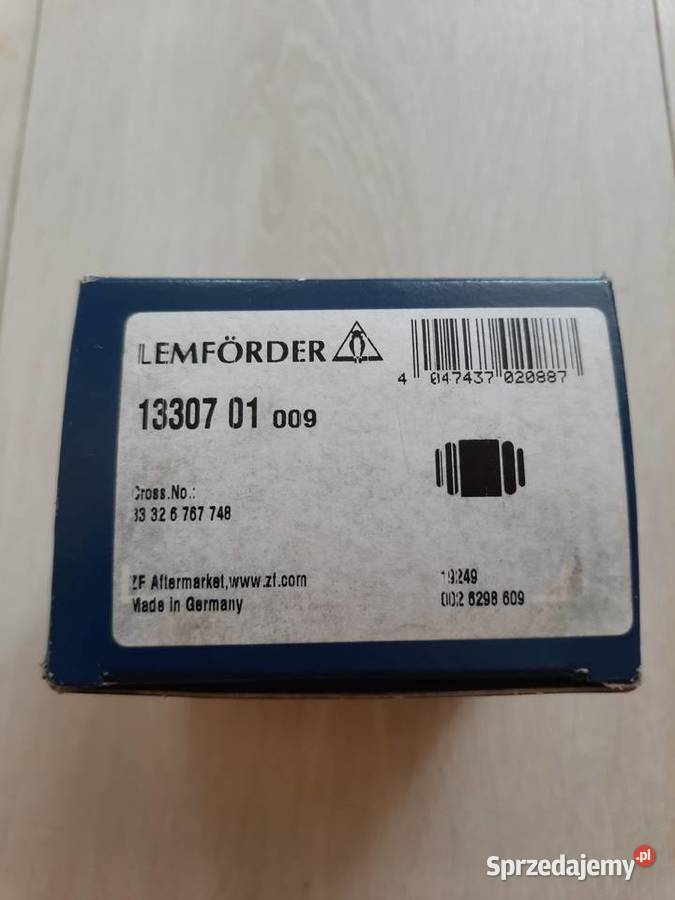 LEMFÖRDER
4 047437 020887
13307 01 009
Cross.No.:
33 32 6 767 748
ZF Aftermarket,www.zf.com
Made in Germany
19249
002 6298 609
Sprzedajemy.pl